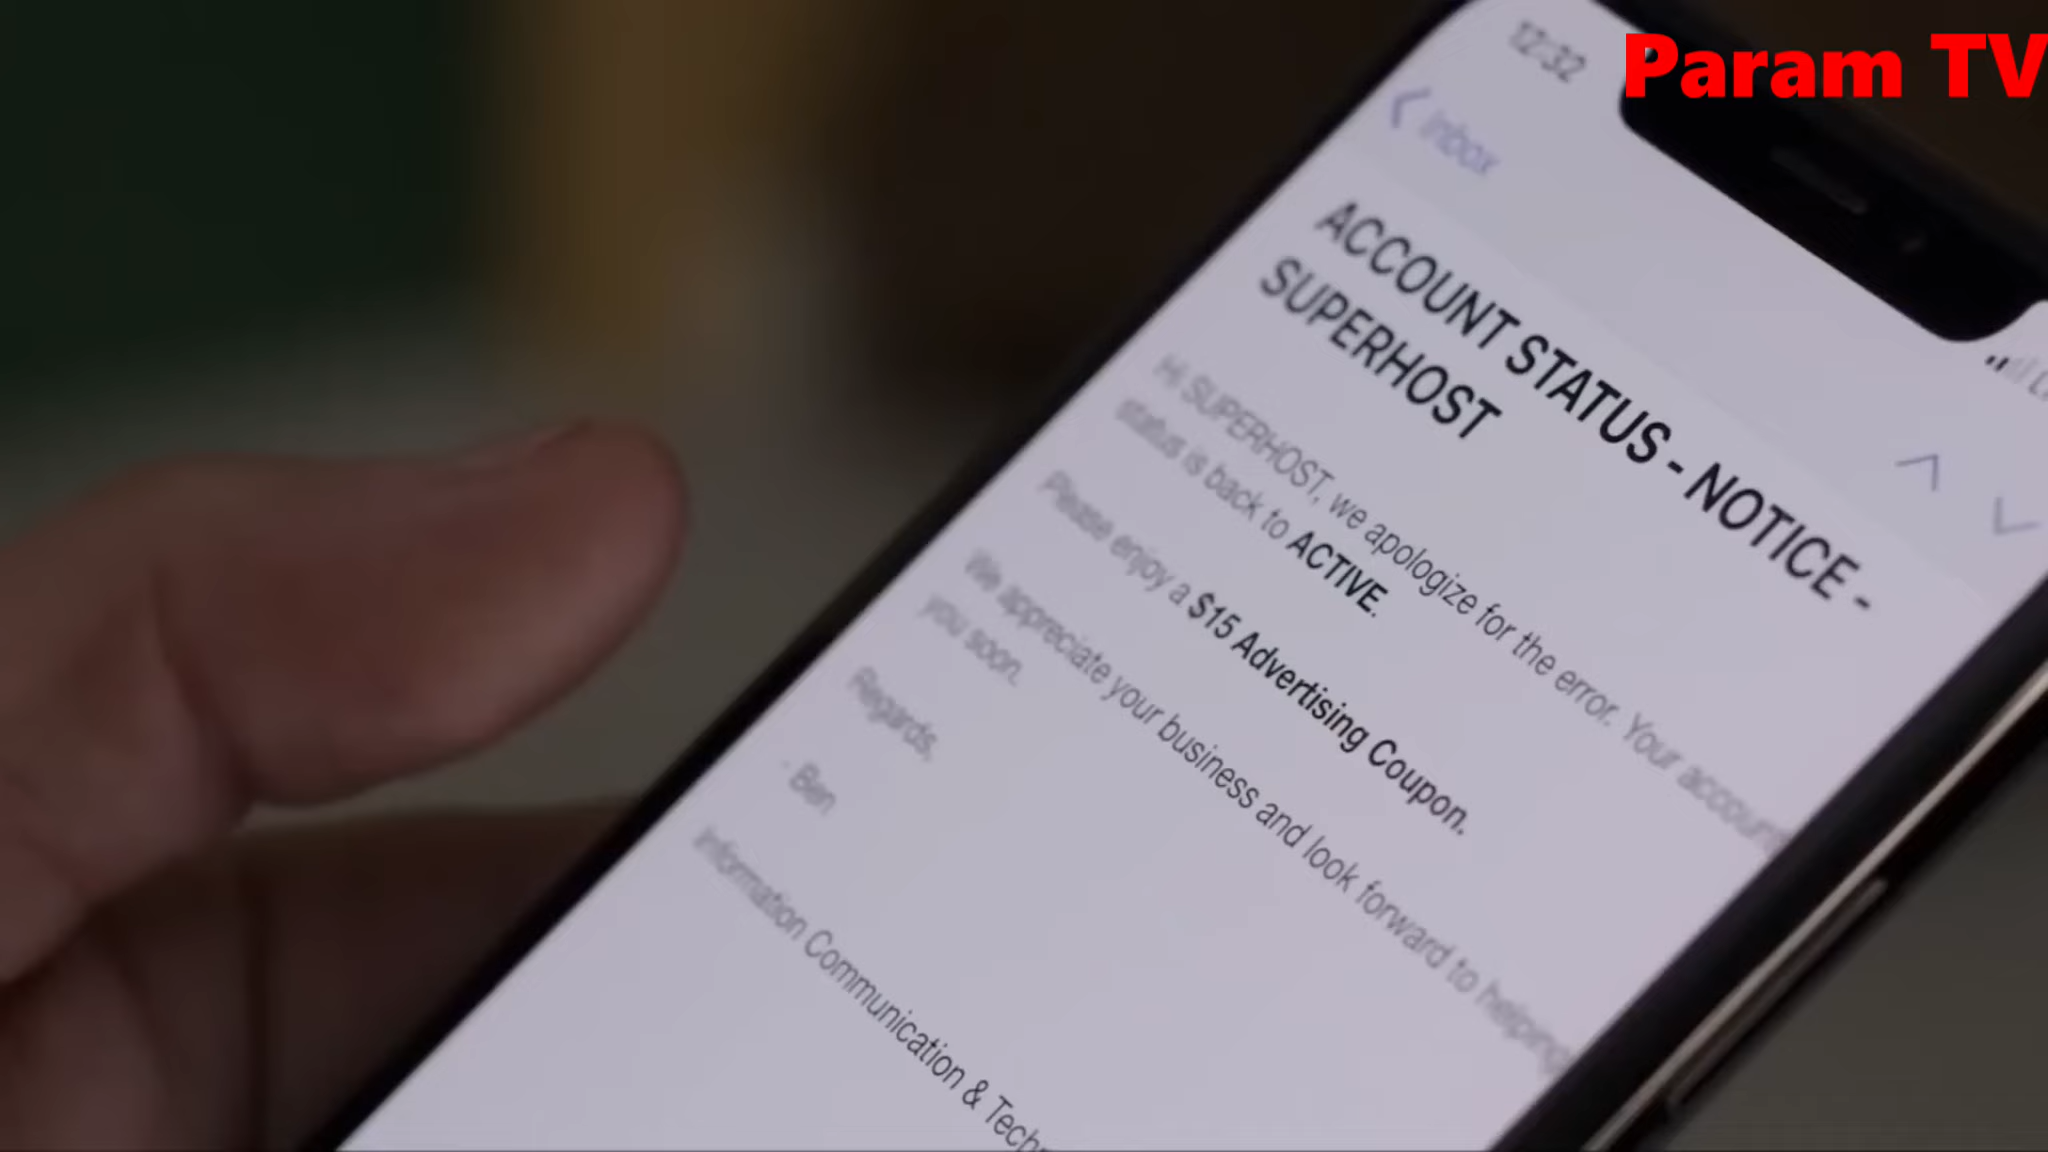 Param TV
12:32
Inbox
ACCOUNT STATUS - NOTICE -
SUPERHOST
Hi SUPERHOST, we apologize for the error. Your account
status is back to ACTIVE.
Please enjoy a $15 Advertising Coupon.
We appreciate your business and look forward to helping
you soon.
Regards,
- Ben
Information Communication & Tech